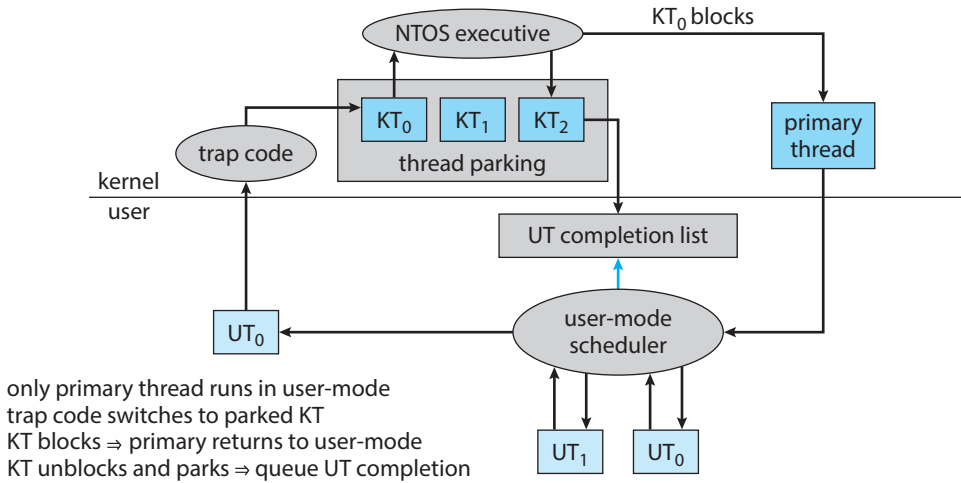 NTOS executive
KT₀ blocks
KT₀
KT₁
KT₂
primary
thread
trap code
thread parking
kernel
user
UT completion list
user-mode
scheduler
UT₀
only primary thread runs in user-mode
trap code switches to parked KT
KT blocks ⇒ primary returns to user-mode
KT unblocks and parks ⇒ queue UT completion
UT₁
UT₀